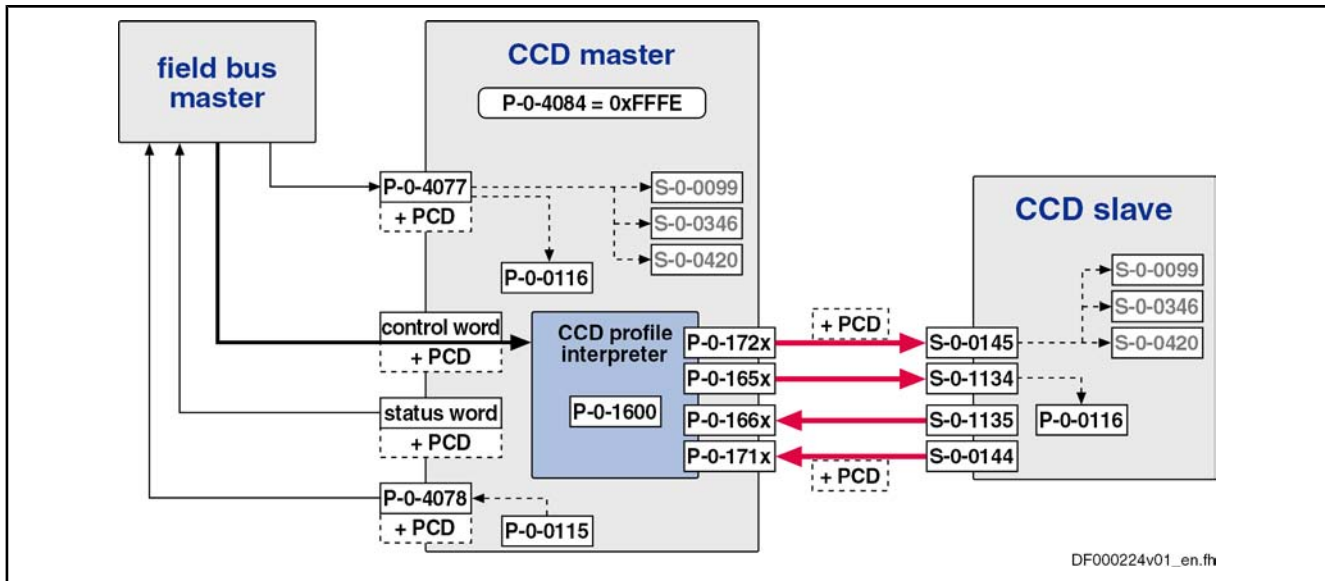 field bus
master
CCD master
P-0-4084 = 0xFFFE
P-0-4077
+ PCD
S-0-0099
S-0-0346
S-0-0420
P-0-0116
control word
+ PCD
status word
+ PCD
P-0-4078
+ PCD
P-0-0115
CCD profile
interpreter
P-0-1600
P-0-172x
P-0-165x
P-0-166x
P-0-171x
+ PCD
+ PCD
CCD slave
S-0-0145
S-0-1134
S-0-1135
S-0-0144
S-0-0099
S-0-0346
S-0-0420
P-0-0116
DF000224v01_en.fh